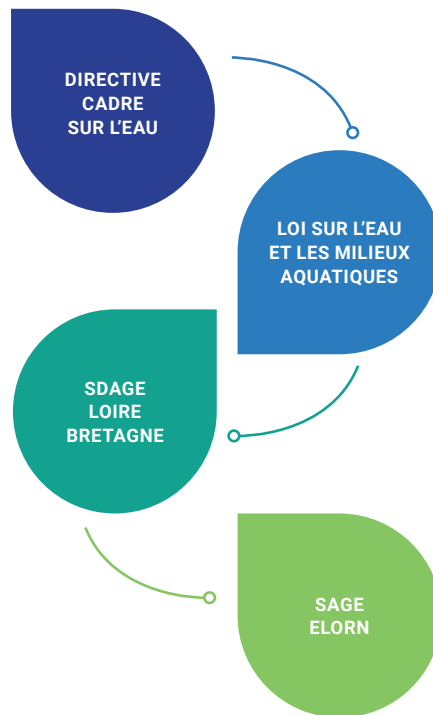 DIRECTIVE
CADRE
SUR L'EAU
LOI SUR L'EAU
ET LES MILIEUX
AQUATIQUES
SDAGE
LOIRE
BRETAGNE
SAGE
ELORN